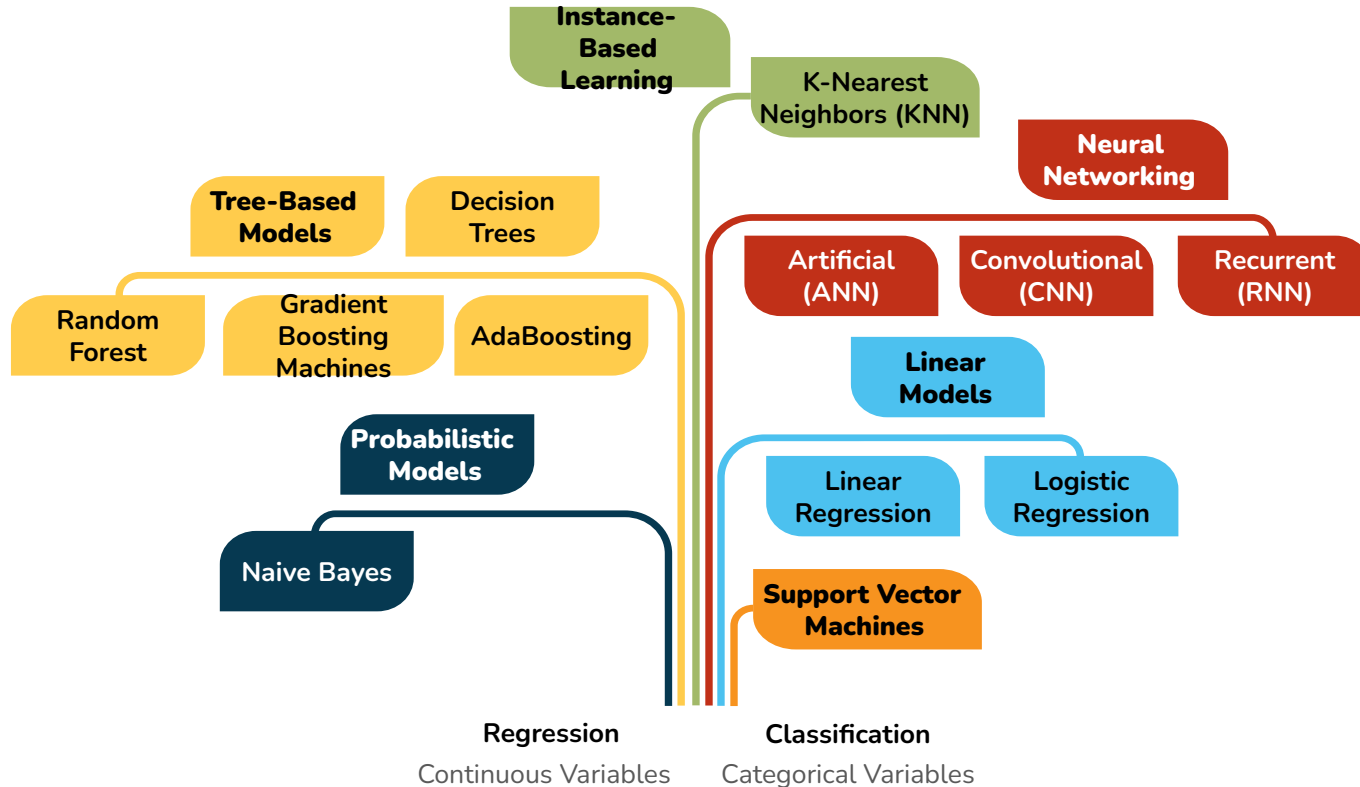 Instance-
Based
Learning
K-Nearest
Neighbors (KNN)
Neural
Networking
Tree-Based
Models
Decision
Trees
Artificial
(ANN)
Convolutional
(CNN)
Recurrent
(RNN)
Random
Forest
Gradient
Boosting
Machines
AdaBoosting
Linear
Models
Probabilistic
Models
Linear
Regression
Logistic
Regression
Naive Bayes
Support Vector
Machines
Regression
Continuous Variables
Classification
Categorical Variables